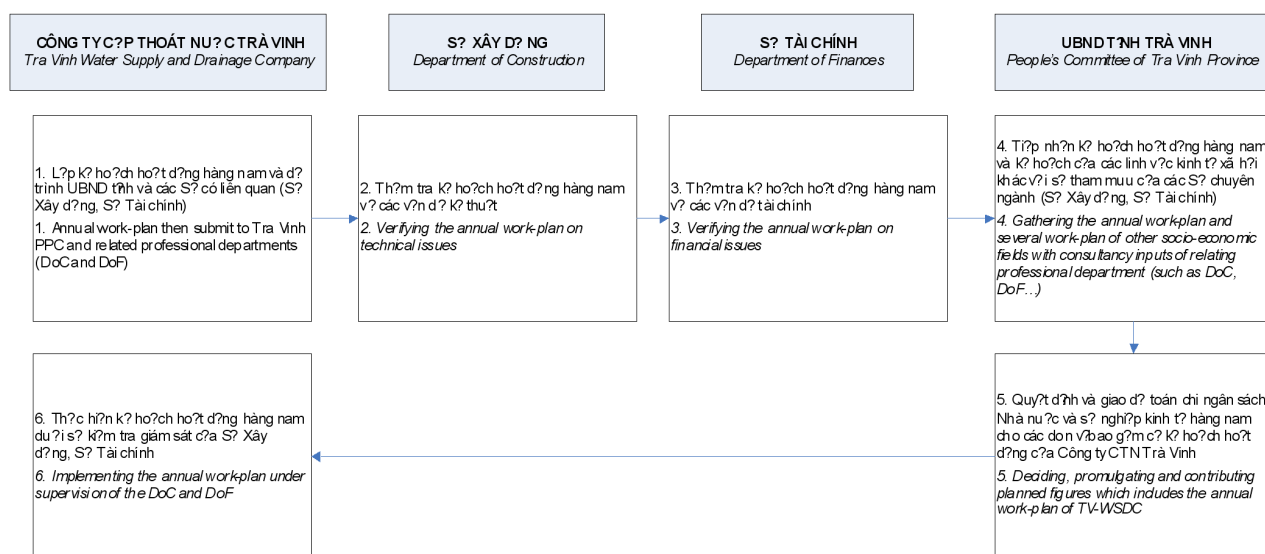 CÔNG TY C?P THOÁT NU?C TRÀ VINH
Tra Vinh Water Supply and Drainage Company
S? XÂY D?NG
Department of Construction
S? TÀI CHÍNH
Department of Finances
UBND T?NH TRÀ VINH
People's Committee of Tra Vinh Province
1. L?p k? ho?ch ho?t d?ng hàng nam và d?
trình UBND t?nh và các S? có liên quan (S?
Xây d?ng, S? Tài chính)
1. Annual work-plan then submit to Tra Vinh
PPC and related professional departments
(DoC and DoF)
2. Th?m tra k? ho?ch ho?t d?ng hàng nam
v? các v?n d? k? thu?t
2. Verifying the annual work-plan on
technical issues
3. Th?m tra k? ho?ch ho?t d?ng hàng nam
v? các v?n d? tài chính
3. Verifying the annual work-plan on
financial issues
4. Ti?p nh?n k? ho?ch ho?t d?ng hàng nam
và k? ho?ch c?a các linh v?c kinh t? xã h?i
khác v?i s? tham muu c?a các S? chuyên
ngành (S? Xây d?ng, S? Tài chính)
4. Gathering the annual work-plan and
several work-plan of other socio-economic
fields with consultancy inputs of relating
professional department (such as DoC,
DoF…)
6. Th?c hi?n k? ho?ch ho?t d?ng hàng nam
du?i s? ki?m tra giám sát c?a S? Xây
d?ng, S? Tài chính
6. Implementing the annual work-plan under
supervision of the DoC and DoF
5. Quy?t d?nh và giao d? toán chi ngân sách
Nhà nu?c và s? nghi?p kinh t? hàng nam
cho các don v? bao g?m c? k? ho?ch ho?t
d?ng c?a Công ty CTN Trà Vinh
5. Deciding, promulgating and contributing
planned figures which includes the annual
work-plan of TV-WSDC